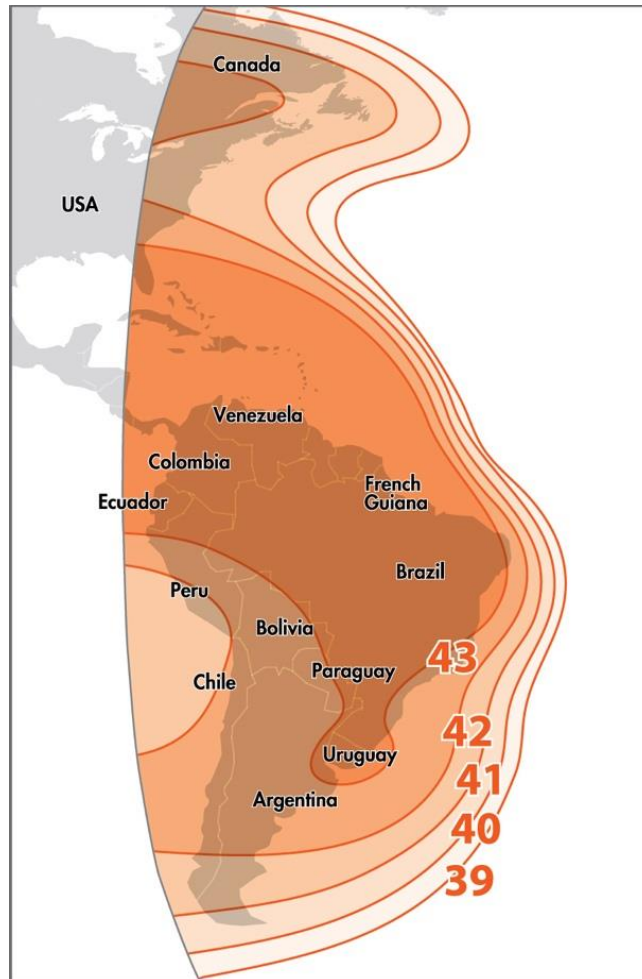 Canada
USA
Venezuela
Colombia
French
Guiana
Ecuador
Brazil
Peru
Bolivia
43
Paraguay
Chile
42
Uruguay
41
Argentina
40
39